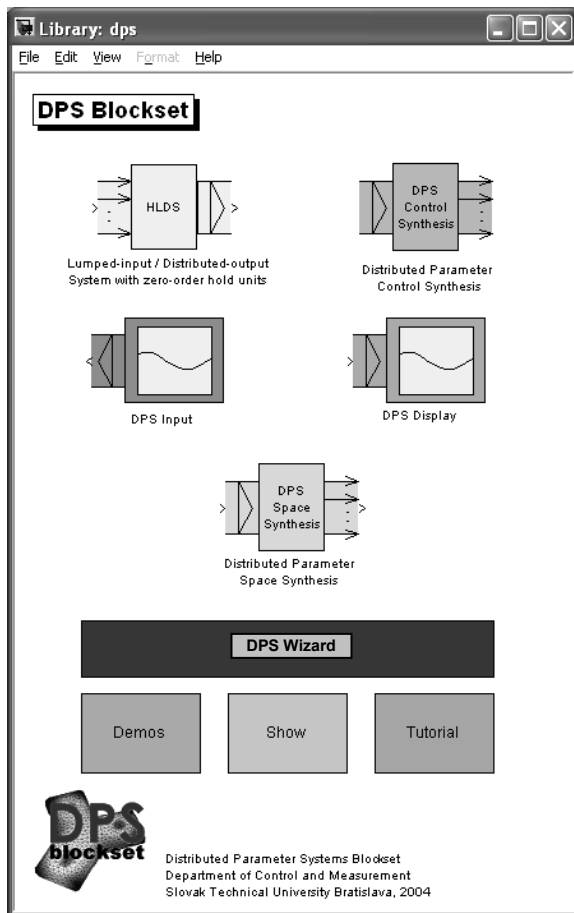 Library: dps
File Edit View Format Help
DPS Blockset
HLDS
Lumped-input / Distributed-output
System with zero-order hold units
DPS
Control
Synthesis
Distributed Parameter
Control Synthesis
DPS Input
DPS Display
DPS
Space
Synthesis
Distributed Parameter
Space Synthesis
DPS Wizard
Demos
Show
Tutorial
DPS
blockset
Distributed Parameter Systems Blockset
Department of Control and Measurement
Slovak Technical University Bratislava, 2004